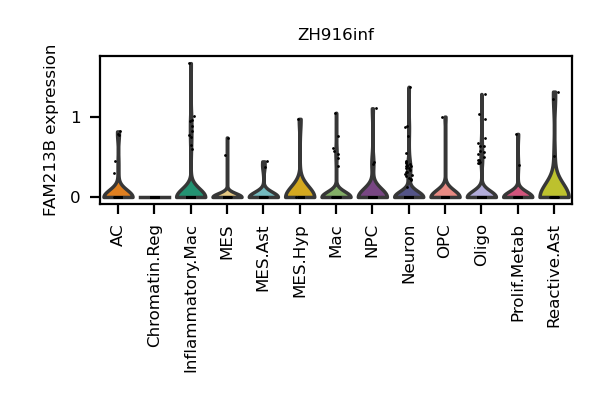 ZH916inf
FAM213B expression
1
0
AC
Chromatin.Reg
Inflammatory.Mac
MES
MES.Ast
MES.Hyp
Mac
NPC
Neuron
OPC
Oligo
Prolif.Metab
Reactive.Ast